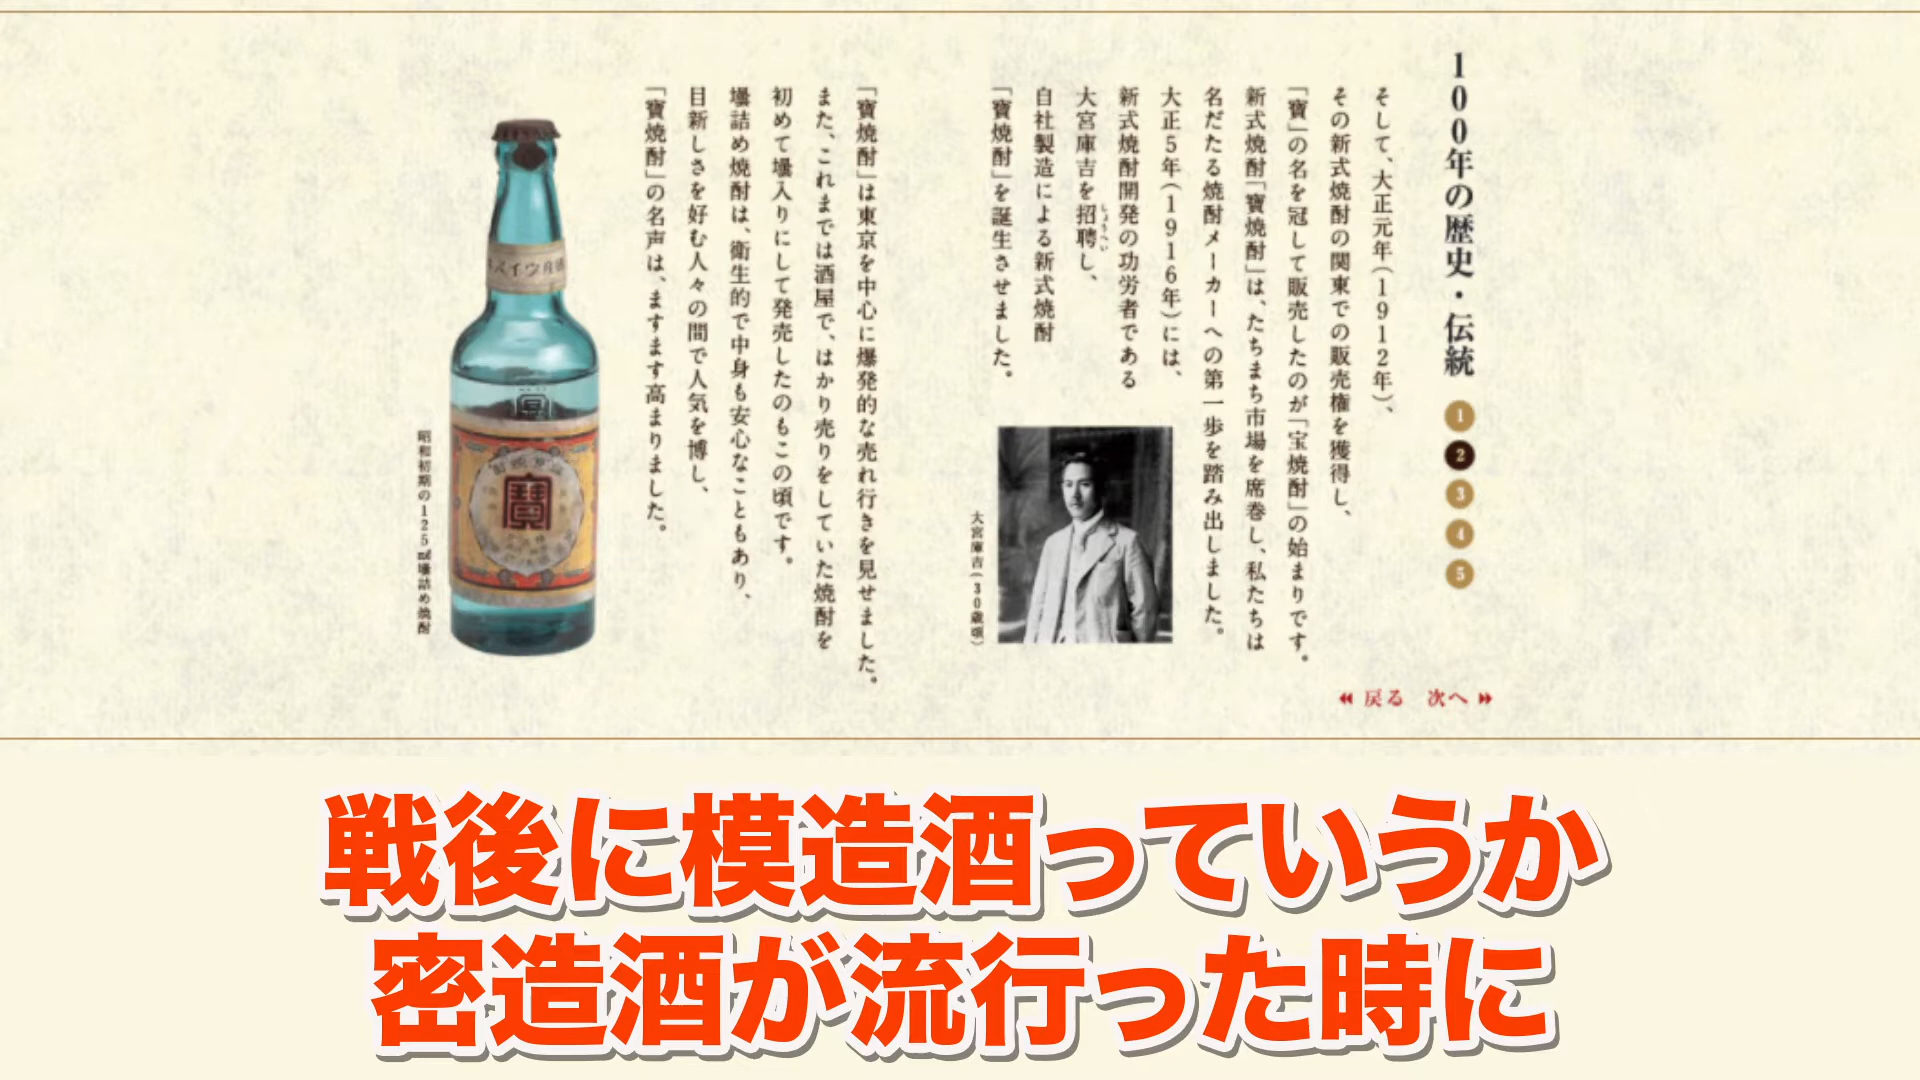 100年の歴史・伝統
1
2
3
4
5
そして、大正元年(1912年)、
その新式焼酎の関東での販売権を獲得し、
「寶」の名を冠して販売したのが「宝焼酎」の始まりです。
新式焼酎「寶焼酎」は、たちまち市場を席巻し、私たちは
名だたる焼酎メーカーへの第一歩を踏み出しました。
大正5年(1916年)には、
新式焼酎開発の功労者である
大宮庫吉を招聘し、
しょうへい
自社製造による新式焼酎
「寶焼酎」を誕生させました。
大宮庫吉(30歳頃)
「寶焼酎」は東京を中心に爆発的な売れ行きを見せました。
また、これまでは酒屋で、はかり売りをしていた焼酎を
初めて壜入りにして発売したのもこの頃です。
壜詰め焼酎は、衛生的で中身も安心なこともあり、
目新しさを好む人々の間で人気を博し、
「寶焼酎」の名声は、ますます高まりました。
寶
昭和初期の125㎖壜詰め焼酎
戻る 次へ
戦後に模造酒っていうか
密造酒が流行った時に